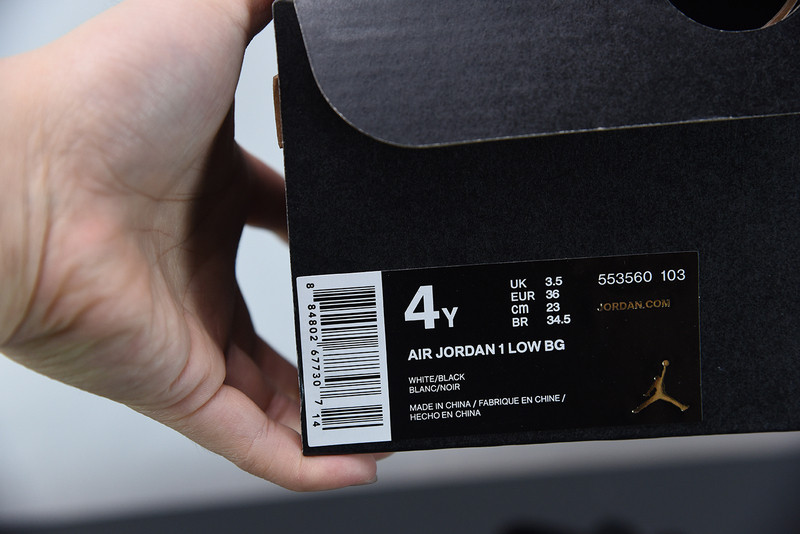 8 84802 67730 7 14
4Y
UK 3.5
EUR 36
cm 23
BR 34.5
553560 103
JORDAN.COM
AIR JORDAN 1 LOW BG
WHITE/BLACK
BLANC/NOIR
MADE IN CHINA / FABRIQUE EN CHINE /
HECHO EN CHINA